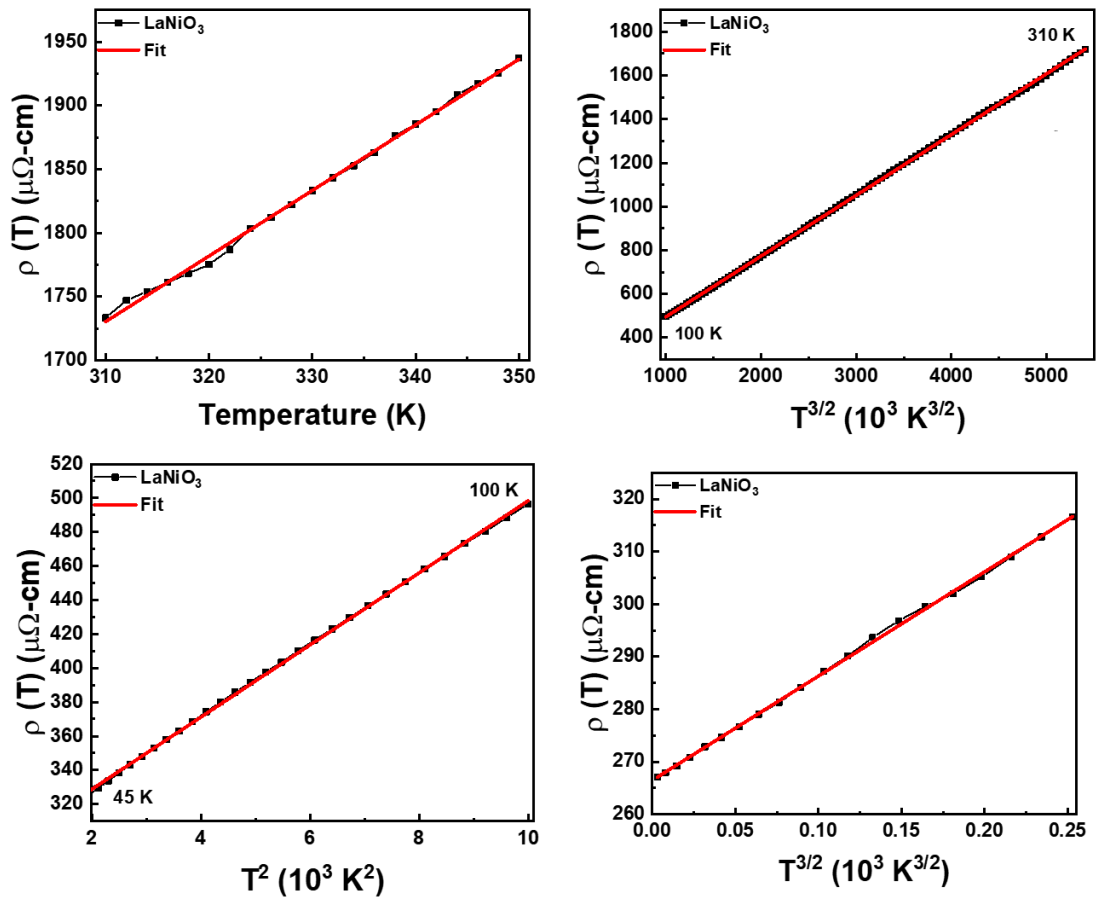 LaNiO₃
Fit
1950
1900
1850
1800
1750
1700
ρ (T) (μΩ-cm)
310 320 330 340 350
Temperature (K)
LaNiO₃
Fit
310 K
100 K
1800
1600
1400
1200
1000
800
600
400
ρ (T) (μΩ-cm)
1000 2000 3000 4000 5000
T³/² (10³ K³/²)
LaNiO₃
Fit
100 K
45 K
520
500
480
460
440
420
400
380
360
340
320
ρ (T) (μΩ-cm)
2 4 6 8 10
T² (10³ K²)
LaNiO₃
Fit
320
310
300
290
280
270
260
ρ (T) (μΩ-cm)
0.00 0.05 0.10 0.15 0.20 0.25
T³/² (10³ K³/²)